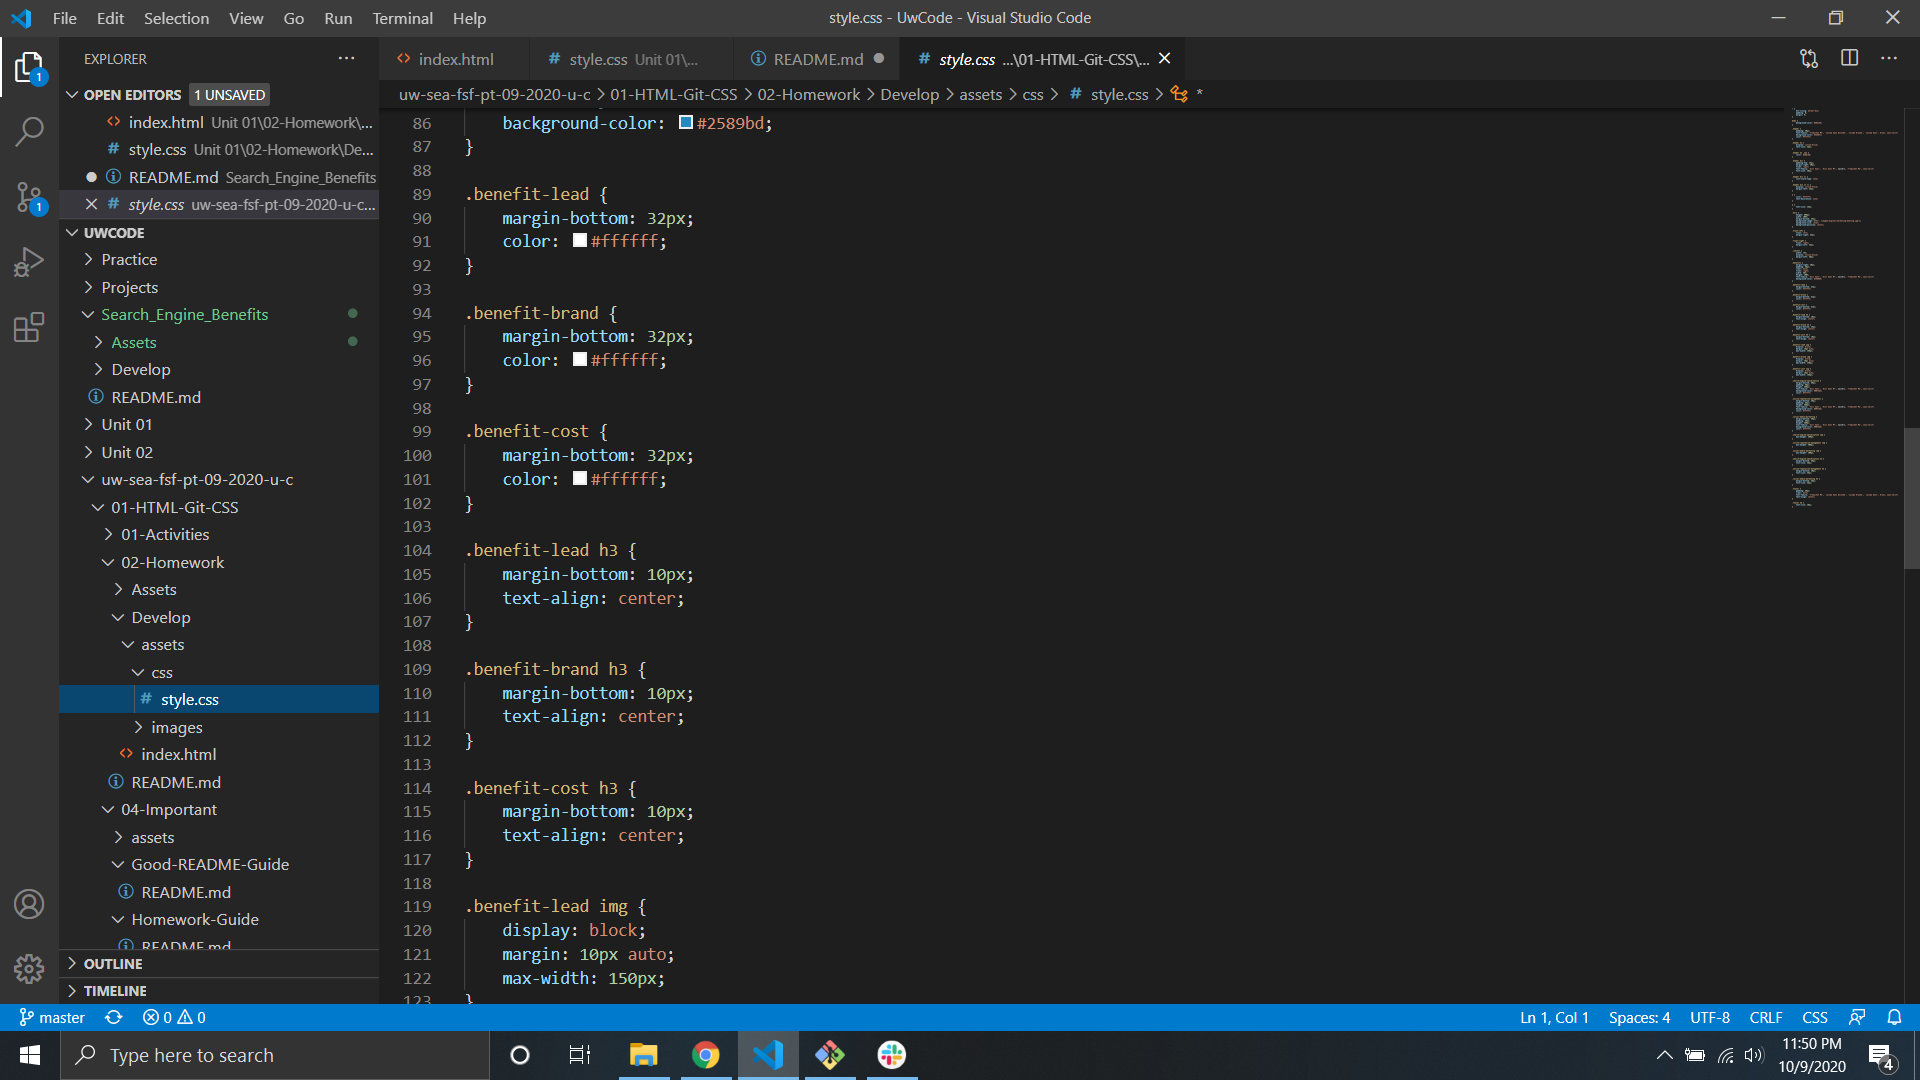 File Edit Selection View Go Run Terminal Help
style.css - UwCode - Visual Studio Code
EXPLORER
index.html
style.css Unit 01\...
README.md
style.css ...\01-HTML-Git-CSS\...
OPEN EDITORS 1 UNSAVED
index.html Unit 01\02-Homework\...
style.css Unit 01\02-Homework\De...
README.md Search_Engine_Benefits
style.css uw-sea-fsf-pt-09-2020-u-c...
UWCODE
Practice
Projects
Search_Engine_Benefits
Assets
Develop
README.md
Unit 01
Unit 02
uw-sea-fsf-pt-09-2020-u-c
01-HTML-Git-CSS
01-Activities
02-Homework
Assets
Develop
assets
css
style.css
images
index.html
README.md
04-Important
assets
Good-README-Guide
README.md
Homework-Guide
README.md
OUTLINE
TIMELINE
1
1
uw-sea-fsf-pt-09-2020-u-c > 01-HTML-Git-CSS > 02-Homework > Develop > assets > css > # style.css > *
86 background-color: #2589bd;
87 }
88
89 .benefit-lead {
90 margin-bottom: 32px;
91 color: #ffffff;
92 }
93
94 .benefit-brand {
95 margin-bottom: 32px;
96 color: #ffffff;
97 }
98
99 .benefit-cost {
100 margin-bottom: 32px;
101 color: #ffffff;
102 }
103
104 .benefit-lead h3 {
105 margin-bottom: 10px;
106 text-align: center;
107 }
108
109 .benefit-brand h3 {
110 margin-bottom: 10px;
111 text-align: center;
112 }
113
114 .benefit-cost h3 {
115 margin-bottom: 10px;
116 text-align: center;
117 }
118
119 .benefit-lead img {
120 display: block;
121 margin: 10px auto;
122 max-width: 150px;
123 }
master 0 0
Ln 1, Col 1 Spaces: 4 UTF-8 CRLF CSS
Type here to search
11:50 PM
10/9/2020
4